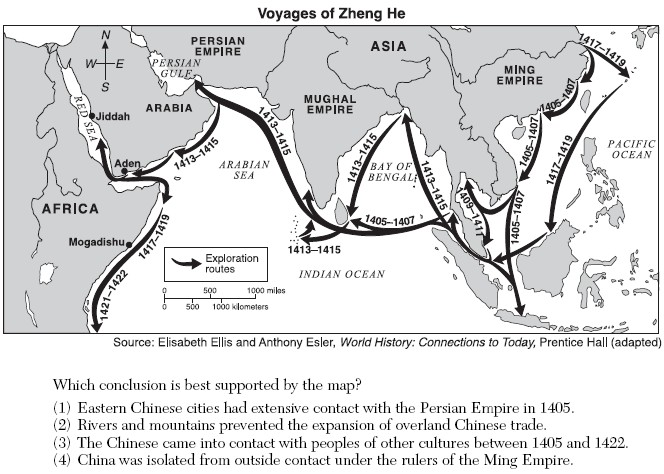 Voyages of Zheng He
N
W E
S
PERSIAN
EMPIRE
PERSIAN
GULF
ASIA
MING
EMPIRE
1417–1419
1405–1407
RED SEA
Jiddah
ARABIA
MUGHAL
EMPIRE
1413–1415
1413–1415
1405–1407
1417–1419
PACIFIC
OCEAN
Aden
1413–1415
ARABIAN
SEA
BAY OF
BENGAL
1413–1415
1409–1411
1405–1407
AFRICA
Mogadishu
1417–1419
1405–1407
1413–1415
Exploration
routes
INDIAN OCEAN
0 500 1000 miles
0 500 1000 kilometers
1421–1422
Source: Elisabeth Ellis and Anthony Esler, World History: Connections to Today, Prentice Hall (adapted)
Which conclusion is best supported by the map?
(1) Eastern Chinese cities had extensive contact with the Persian Empire in 1405.
(2) Rivers and mountains prevented the expansion of overland Chinese trade.
(3) The Chinese came into contact with peoples of other cultures between 1405 and 1422.
(4) China was isolated from outside contact under the rulers of the Ming Empire.